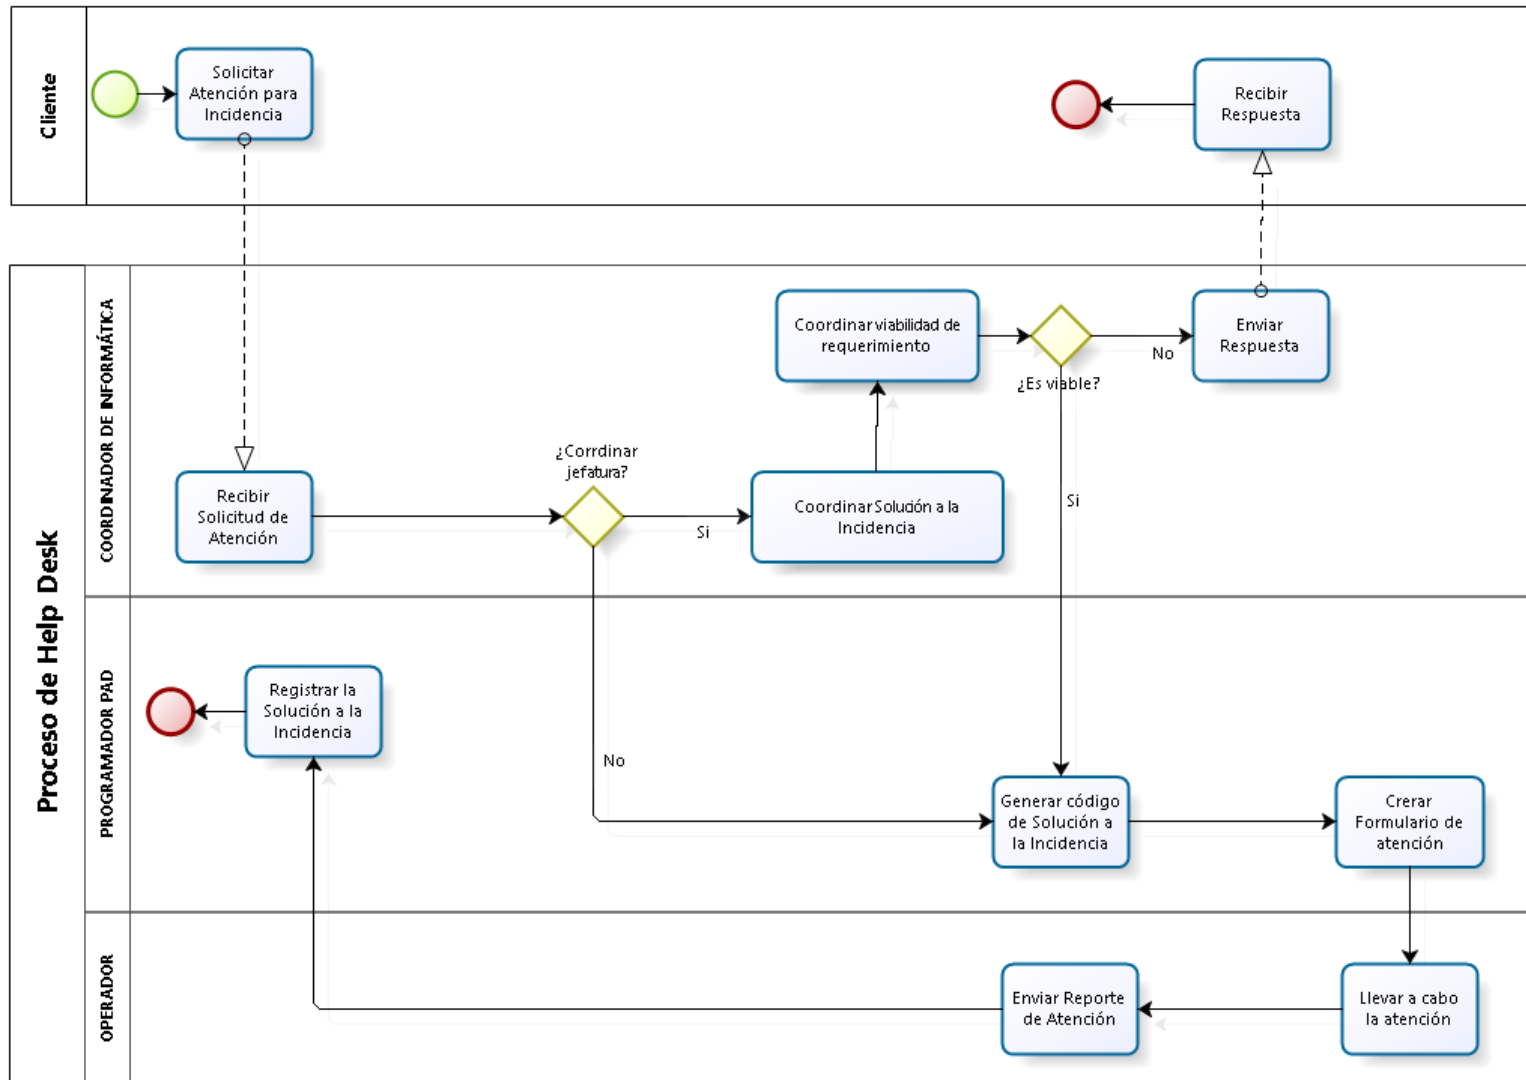 Cliente
Solicitar
Atención para
Incidencia
Recibir
Respuesta
Proceso de Help Desk
COORDINADOR DE INFORMÁTICA
Coordinar viabilidad de
requerimiento
¿Es viable?
No
Enviar
Respuesta
Recibir
Solicitud de
Atención
¿Corrdinar
jefatura?
Si
Coordinar Solución a la
Incidencia
Si
PROGRAMADOR PAD
Registrar la
Solución a la
Incidencia
No
Generar código
de Solución a
la Incidencia
Crerar
Formulario de
atención
OPERADOR
Enviar Reporte
de Atención
Llevar a cabo
la atención